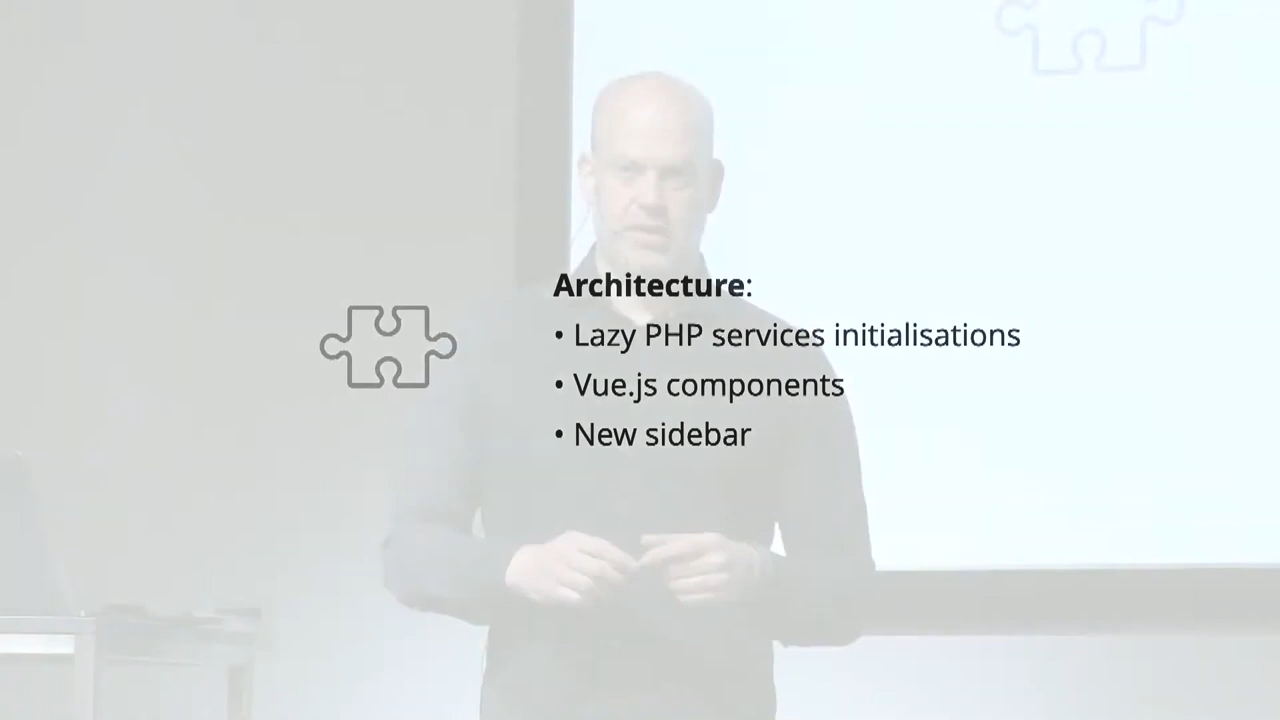 Architecture:
• Lazy PHP services initialisations
• Vue.js components
• New sidebar